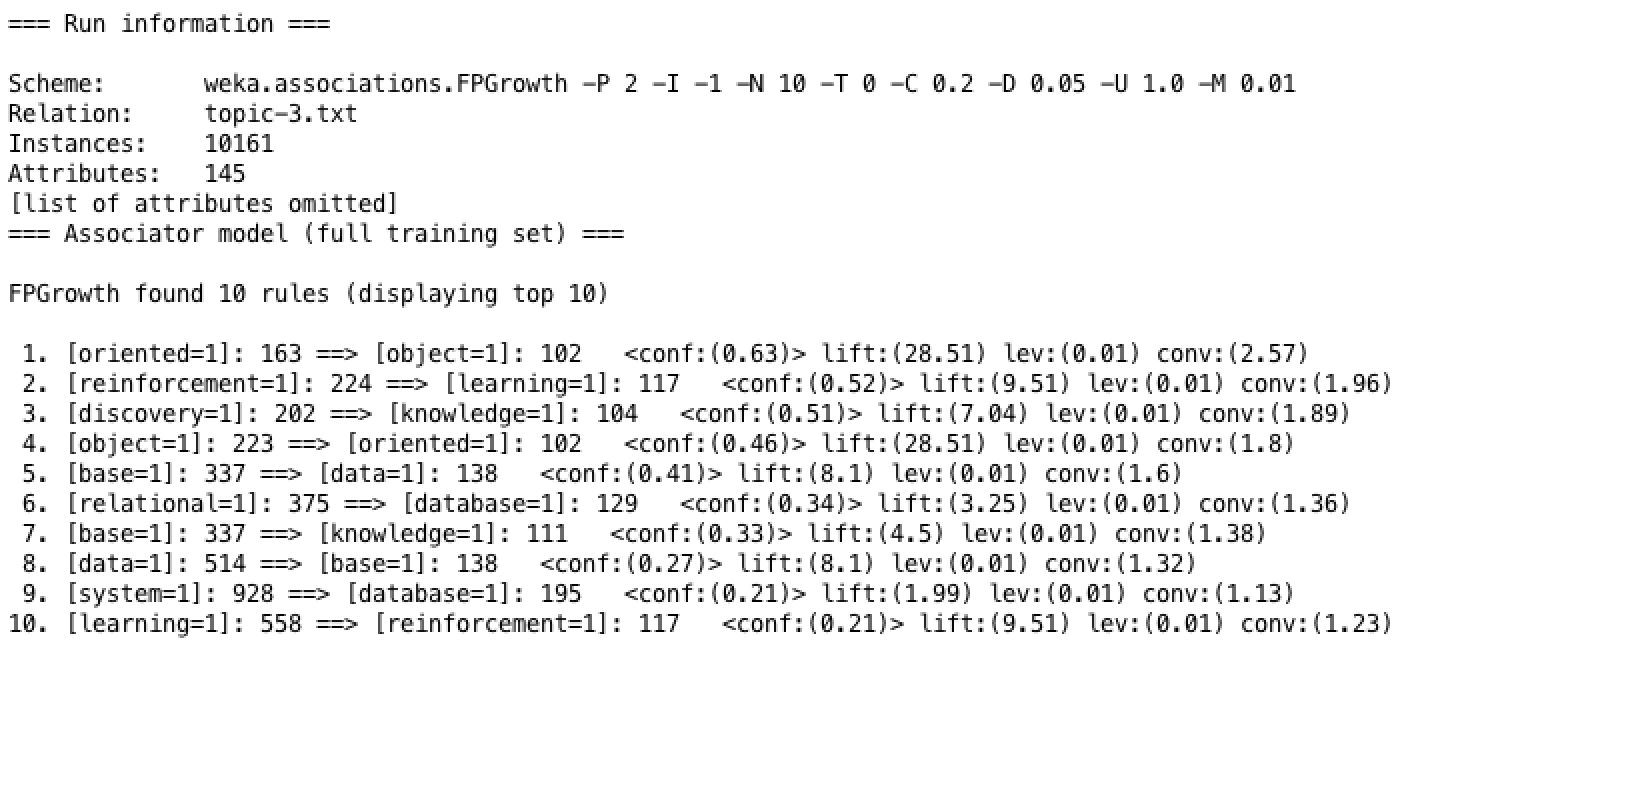 === Run information ===
Scheme: weka.associations.FPGrowth -P 2 -I -1 -N 10 -T 0 -C 0.2 -D 0.05 -U 1.0 -M 0.01
Relation: topic-3.txt
Instances: 10161
Attributes: 145
[list of attributes omitted]
=== Associator model (full training set) ===
FPGrowth found 10 rules (displaying top 10)
1. [oriented=1]: 163 ==> [object=1]: 102 <conf:(0.63)> lift:(28.51) lev:(0.01) conv:(2.57)
2. [reinforcement=1]: 224 ==> [learning=1]: 117 <conf:(0.52)> lift:(9.51) lev:(0.01) conv:(1.96)
3. [discovery=1]: 202 ==> [knowledge=1]: 104 <conf:(0.51)> lift:(7.04) lev:(0.01) conv:(1.89)
4. [object=1]: 223 ==> [oriented=1]: 102 <conf:(0.46)> lift:(28.51) lev:(0.01) conv:(1.8)
5. [base=1]: 337 ==> [data=1]: 138 <conf:(0.41)> lift:(8.1) lev:(0.01) conv:(1.6)
6. [relational=1]: 375 ==> [database=1]: 129 <conf:(0.34)> lift:(3.25) lev:(0.01) conv:(1.36)
7. [base=1]: 337 ==> [knowledge=1]: 111 <conf:(0.33)> lift:(4.5) lev:(0.01) conv:(1.38)
8. [data=1]: 514 ==> [base=1]: 138 <conf:(0.27)> lift:(8.1) lev:(0.01) conv:(1.32)
9. [system=1]: 928 ==> [database=1]: 195 <conf:(0.21)> lift:(1.99) lev:(0.01) conv:(1.13)
10. [learning=1]: 558 ==> [reinforcement=1]: 117 <conf:(0.21)> lift:(9.51) lev:(0.01) conv:(1.23)